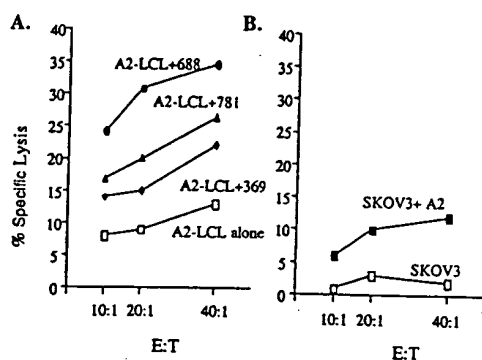 A.
B.
% Specific Lysis
40
35
30
25
20
15
10
5
0
A2-LCL+688
A2-LCL+781
A2-LCL+369
A2-LCL alone
10:1 20:1 40:1
E:T
40
35
30
25
20
15
10
5
0
SKOV3+ A2
SKOV3
10:1 20:1 40:1
E:T